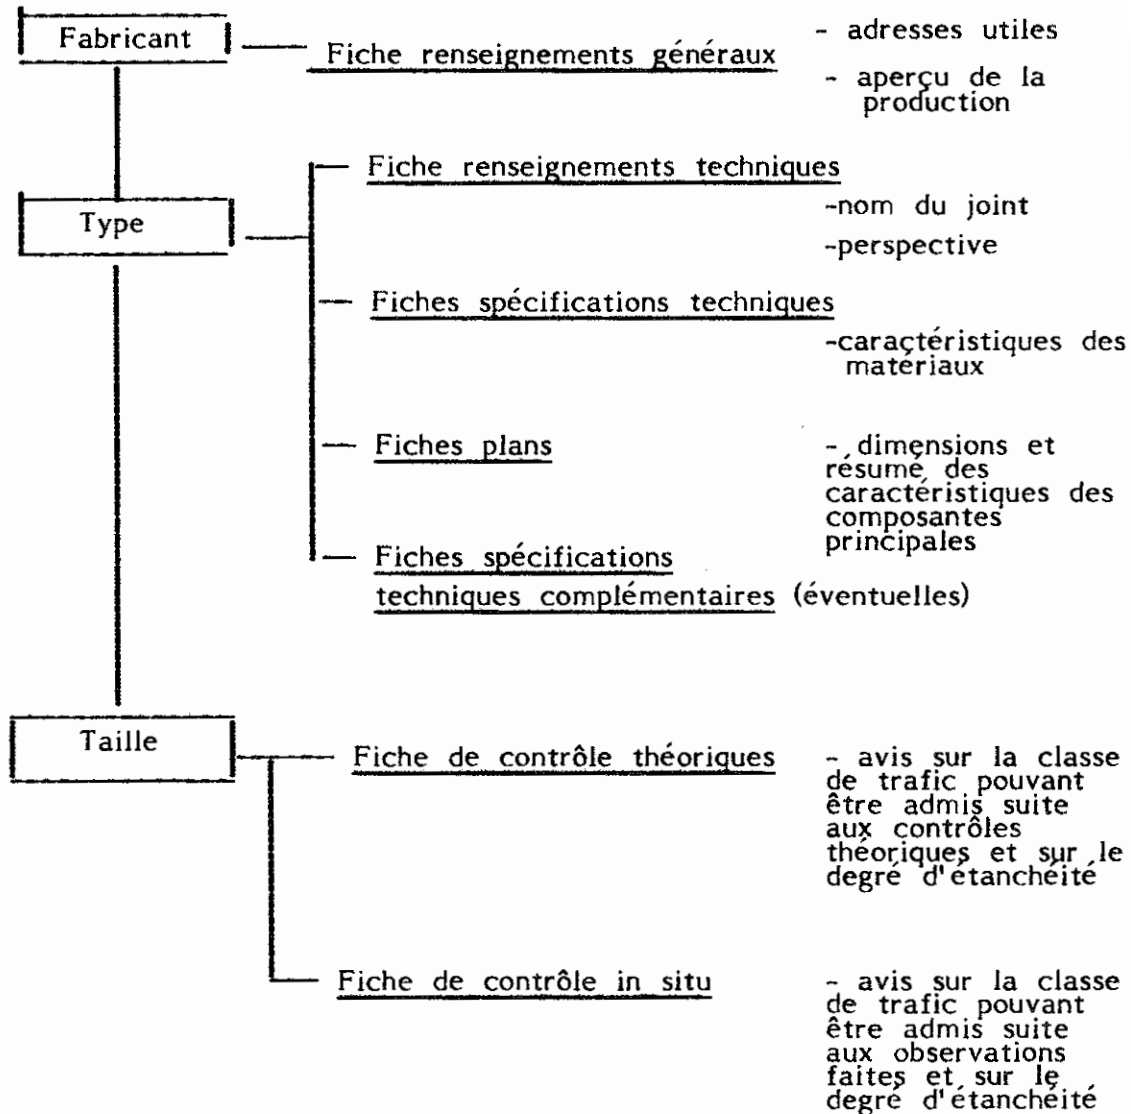 Fabricant
Fiche renseignements généraux
- adresses utiles
- aperçu de la
production
Type
Fiche renseignements techniques
-nom du joint
-perspective
Fiches spécifications techniques
-caractéristiques des
matériaux
Fiches plans
- dimensions et
résumé des
caractéristiques des
composantes
principales
Fiches spécifications
techniques complémentaires (éventuelles)
Taille
Fiche de contrôle théoriques
- avis sur la classe
de trafic pouvant
être admis suite
aux contrôles
théoriques et sur le
degré d'étanchéité
Fiche de contrôle in situ
- avis sur la classe
de trafic pouvant
être admis suite
aux observations
faites et sur le
degré d'étanchéité